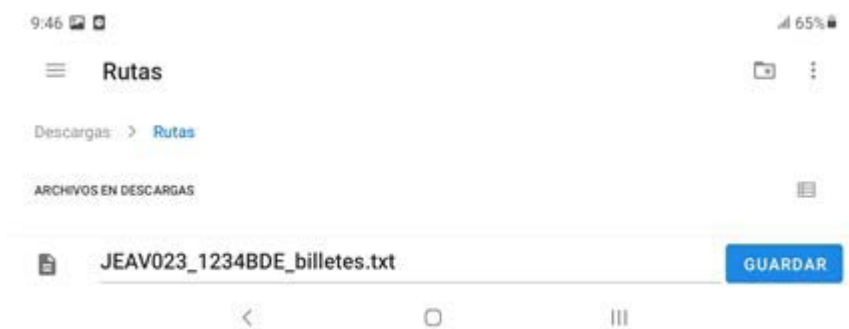 9:46 65%
Rutas
Descargas > Rutas
ARCHIVOS EN DESCARGAS
JEAV023_1234BDE_billetes.txt GUARDAR